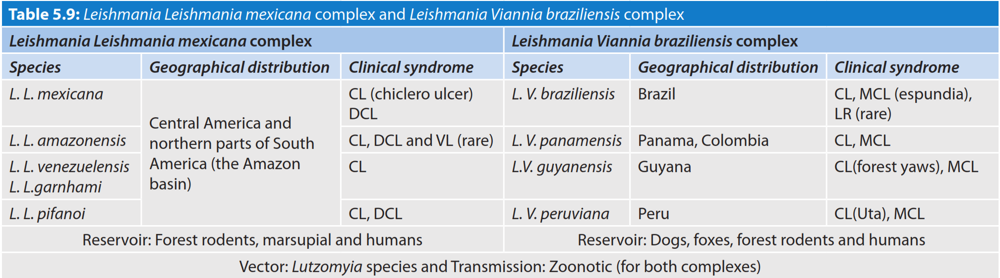 Table 5.9: Leishmania Leishmania mexicana complex and Leishmania Viannia braziliensis complex
Leishmania Leishmania mexicana complex
Leishmania Viannia braziliensis complex
Species
Geographical distribution
Clinical syndrome
Species
Geographical distribution
Clinical syndrome
L. L. mexicana
Central America and
northern parts of South
America (the Amazon
basin)
CL (chiclero ulcer)
DCL
L. V. braziliensis
Brazil
CL, MCL (espundia),
LR (rare)
L. L. amazonensis
CL, DCL and VL (rare)
L. V. panamensis
Panama, Colombia
CL, MCL
L. L. venezuelensis
L. L.garnhami
CL
L.V. guyanensis
Guyana
CL(forest yaws), MCL
L. L. pifanoi
CL, DCL
L. V. peruviana
Peru
CL(Uta), MCL
Reservoir: Forest rodents, marsupial and humans
Reservoir: Dogs, foxes, forest rodents and humans
Vector: Lutzomyia species and Transmission: Zoonotic (for both complexes)